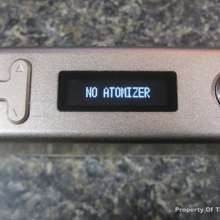 NO ATOMIZER
Property Of T